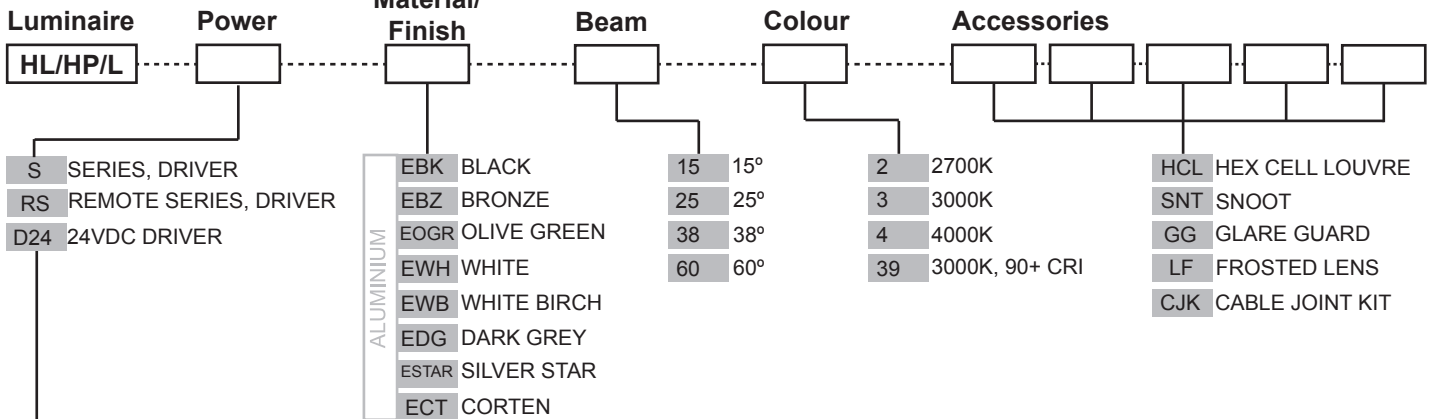 Material/
Luminaire Power Finish Beam Colour Accessories
HL/HP/L
S SERIES, DRIVER
RS REMOTE SERIES, DRIVER
D24 24VDC DRIVER
ALUMINIUM
EBK BLACK
EBZ BRONZE
EOGR OLIVE GREEN
EWH WHITE
EWB WHITE BIRCH
EDG DARK GREY
ESTAR SILVER STAR
ECT CORTEN
15 15º
25 25º
38 38º
60 60º
2 2700K
3 3000K
4 4000K
39 3000K, 90+ CRI
HCL HEX CELL LOUVRE
SNT SNOOT
GG GLARE GUARD
LF FROSTED LENS
CJK CABLE JOINT KIT